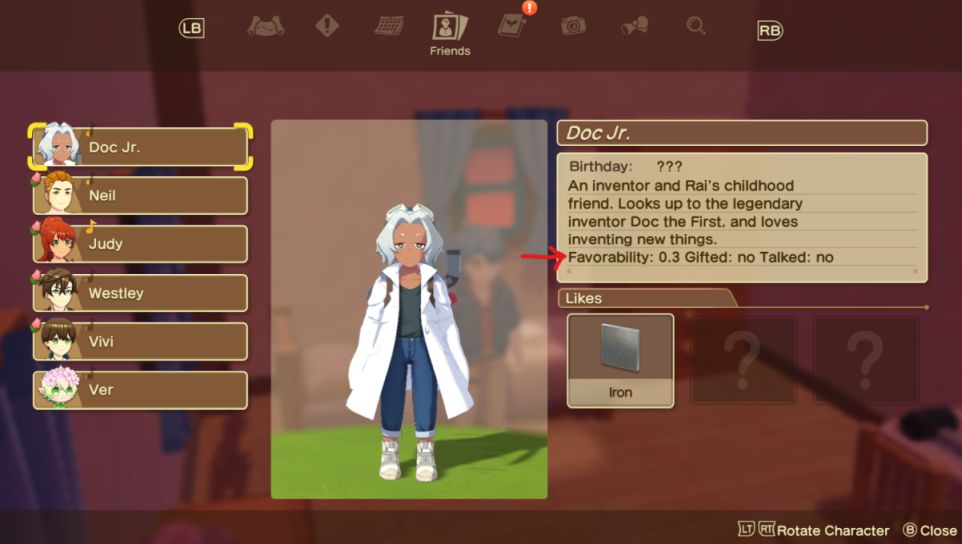 LB
!
RB
Friends
Doc Jr.
Neil
Judy
Westley
Vivi
Ver
Doc Jr.
Birthday: ???
An inventor and Rai's childhood
friend. Looks up to the legendary
inventor Doc the First, and loves
inventing new things.
Favorability: 0.3 Gifted: no Talked: no
Likes
? ?
Iron
LT RT Rotate Character B Close